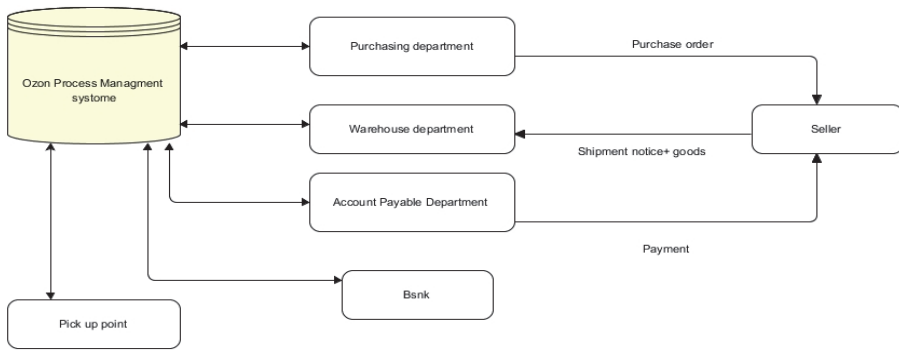 Purchasing department
Purchase order
Ozon Process Managment
systome
Warehouse department
Seller
Shipment notice+ goods
Account Payable Department
Payment
Bsnk
Pick up point